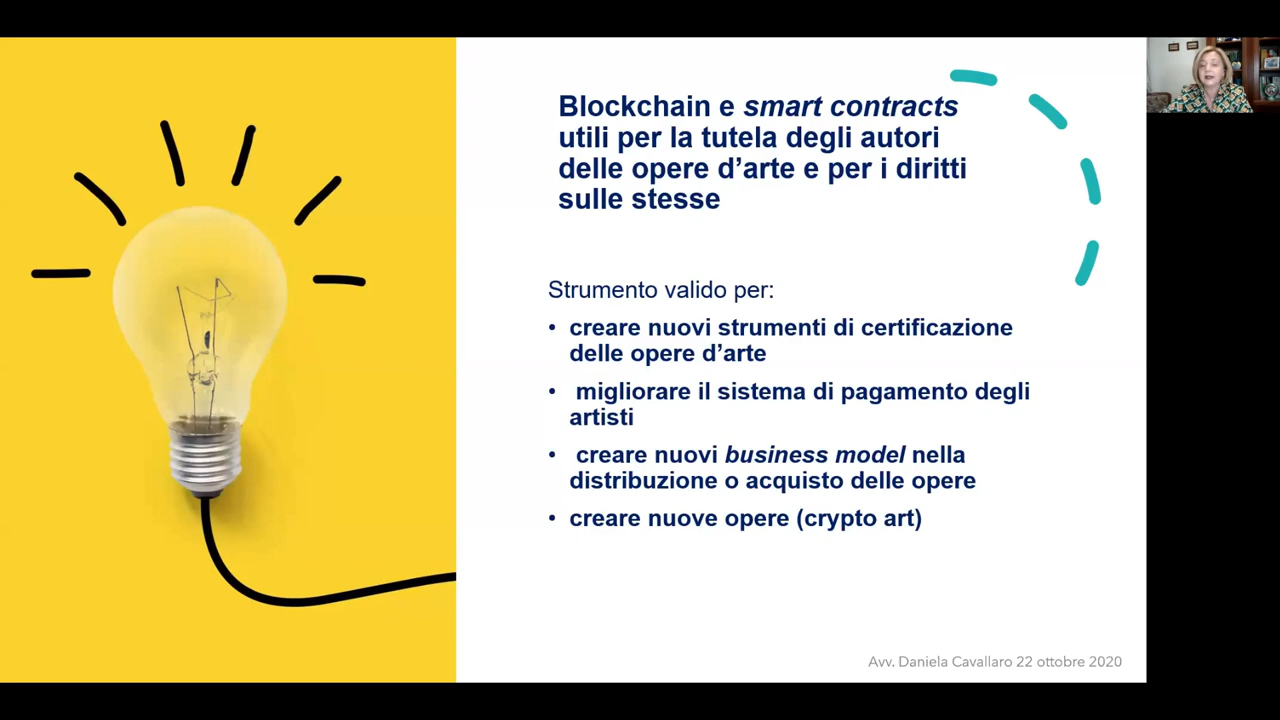 Blockchain e smart contracts
utili per la tutela degli autori
delle opere d’arte e per i diritti
sulle stesse
Strumento valido per:
• creare nuovi strumenti di certificazione
delle opere d’arte
• migliorare il sistema di pagamento degli
artisti
• creare nuovi business model nella
distribuzione o acquisto delle opere
• creare nuove opere (crypto art)
Avv. Daniela Cavallaro 22 ottobre 2020